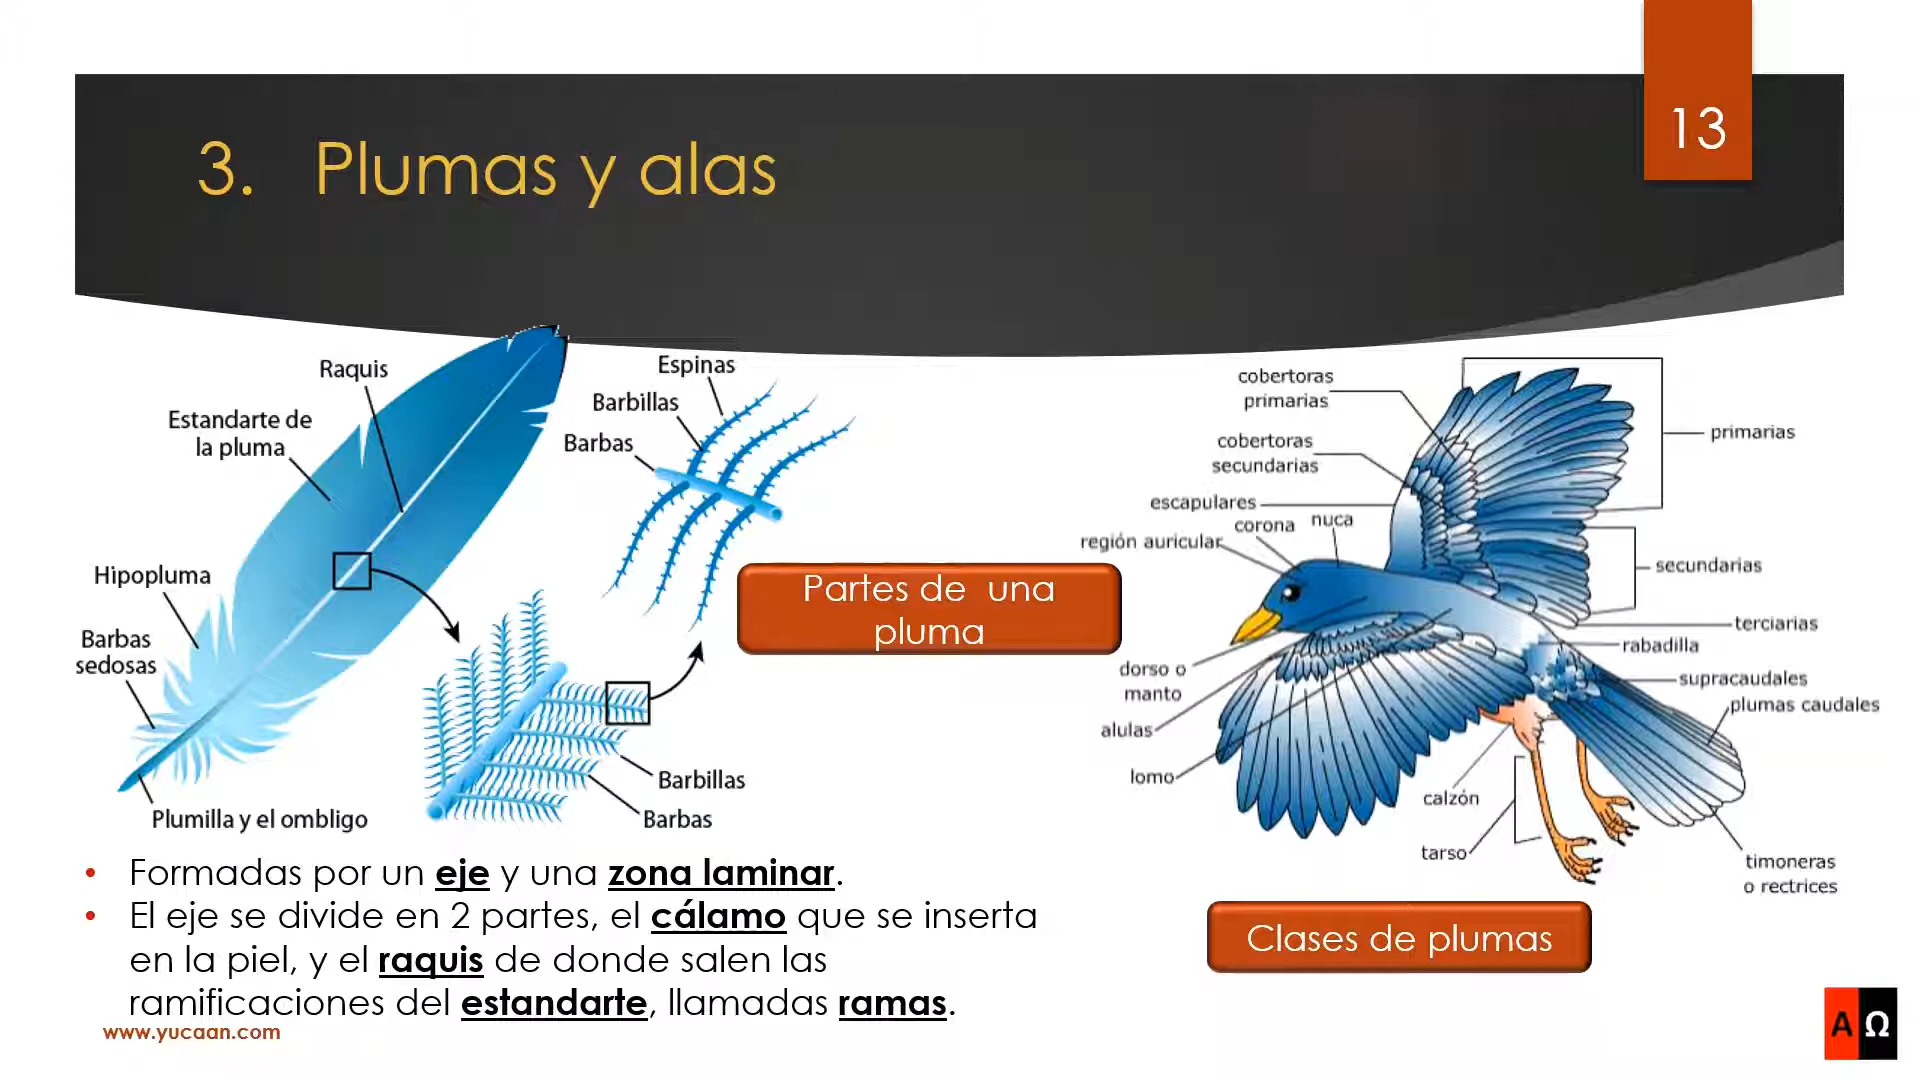 13
3. Plumas y alas
Raquis
Estandarte de
la pluma
Hipopluma
Barbas
sedosas
Plumilla y el ombligo
Espinas
Barbillas
Barbas
Barbillas
Barbas
Partes de una
pluma
cobertoras
primarias
cobertoras
secundarias
escapulares
corona
nuca
región auricular
dorso o
manto
alulas
lomo
calzón
tarso
primarias
secundarias
terciarias
rabadilla
supracaudales
plumas caudales
timoneras
o rectrices
Clases de plumas
• Formadas por un eje y una zona laminar.
• El eje se divide en 2 partes, el cálamo que se inserta
en la piel, y el raquis de donde salen las
ramificaciones del estandarte, llamadas ramas.
www.yucaan.com
A Ω